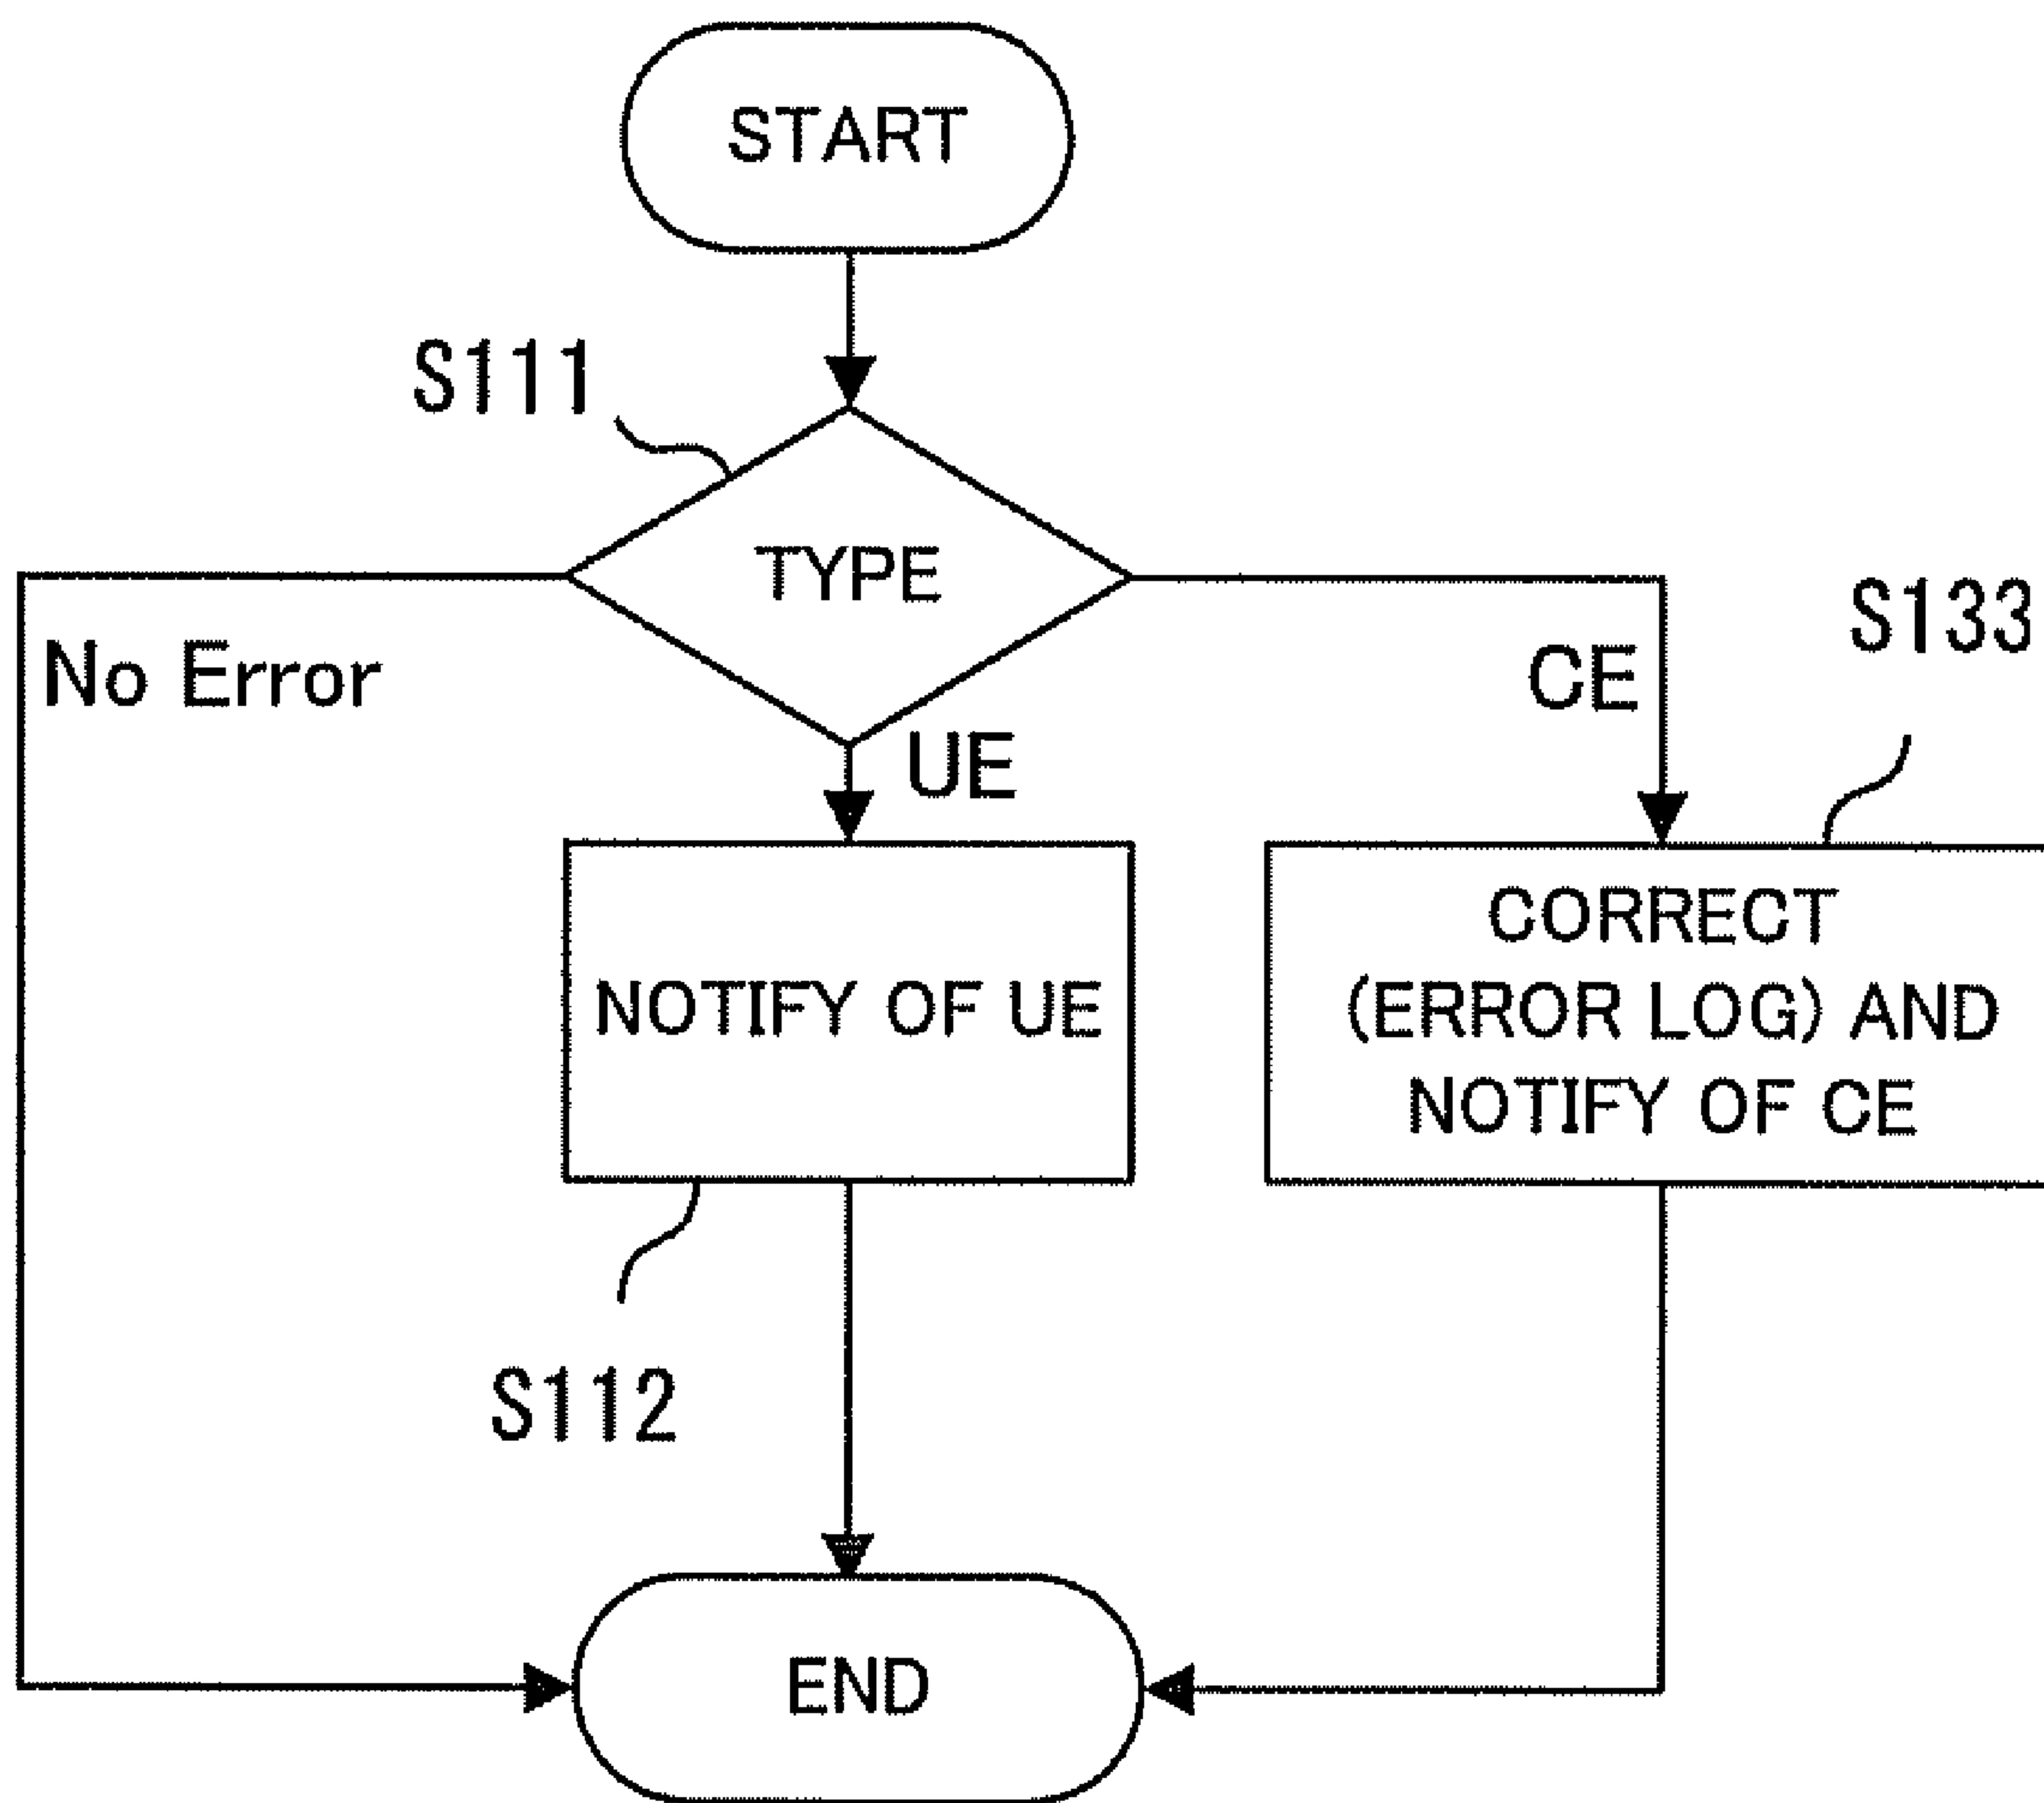 START
S111
TYPE
S133
No Error
CE
UE
CORRECT
(ERROR LOG) AND
NOTIFY OF CE
NOTIFY OF UE
S112
END